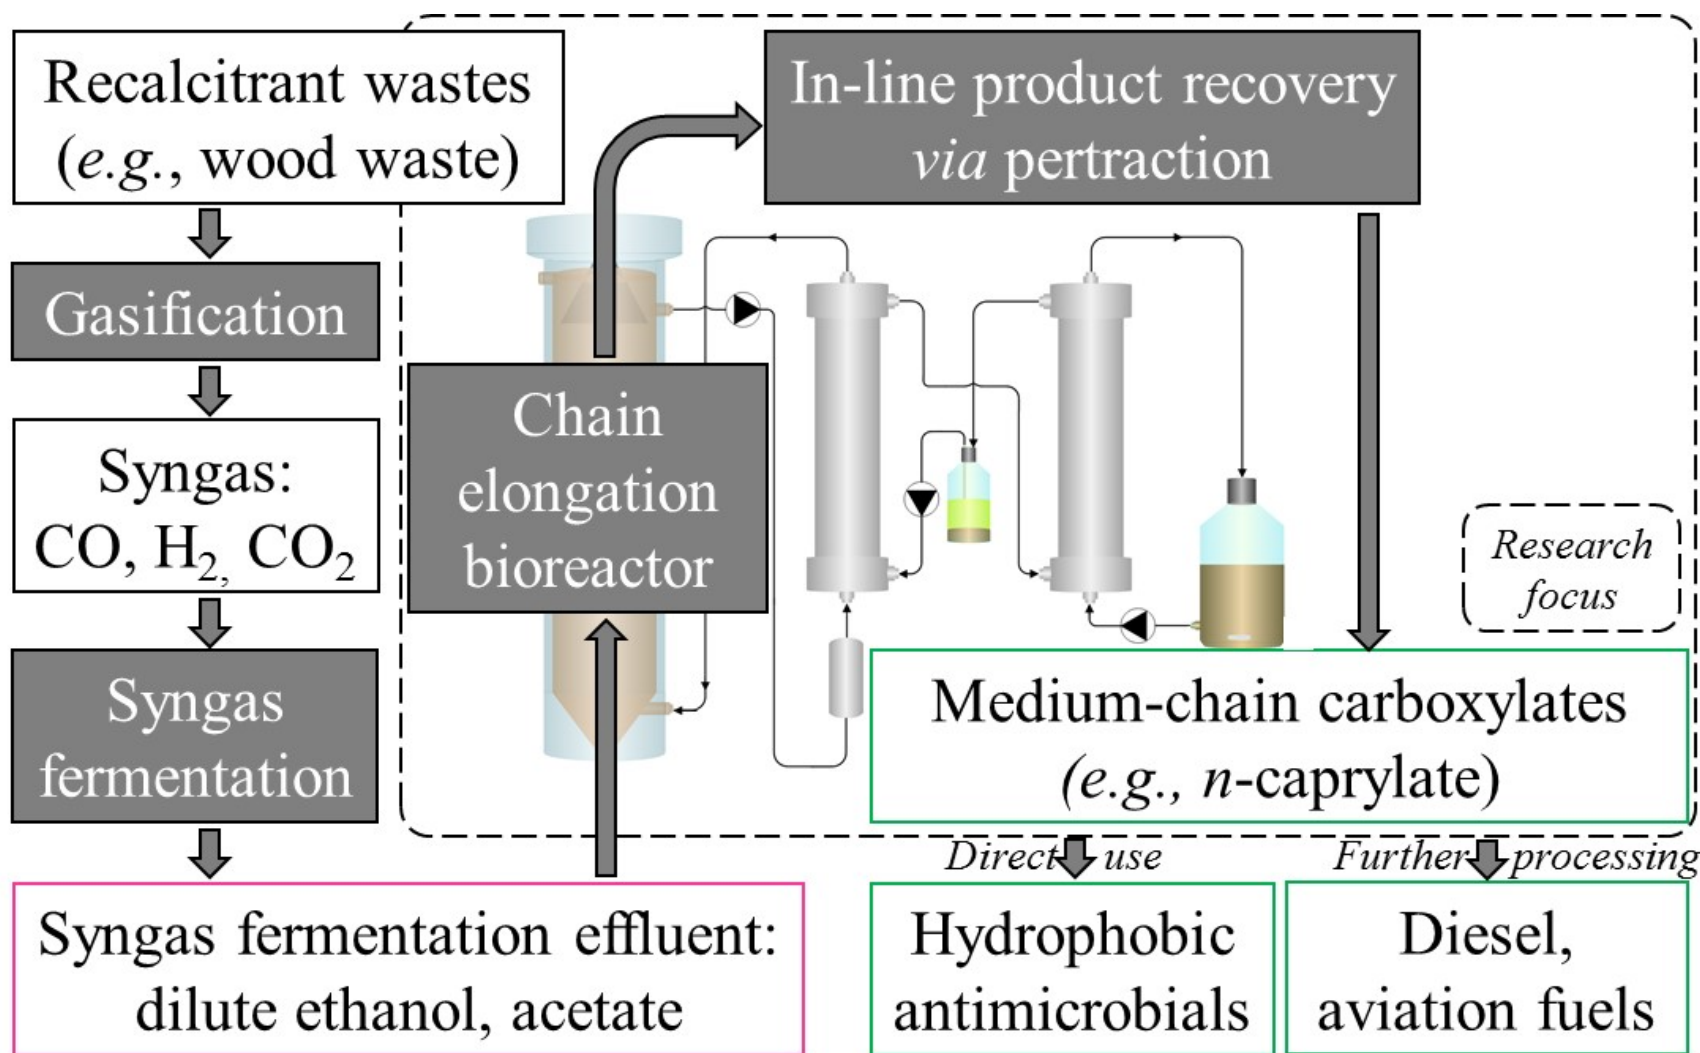 Recalcitrant wastes
(e.g., wood waste)
Gasification
Syngas:
CO, H₂, CO₂
Syngas
fermentation
Syngas fermentation effluent:
dilute ethanol, acetate
Chain
elongation
bioreactor
In-line product recovery
via pertraction
Research
focus
Medium-chain carboxylates
(e.g., n-caprylate)
Direct use
Further processing
Hydrophobic
antimicrobials
Diesel,
aviation fuels